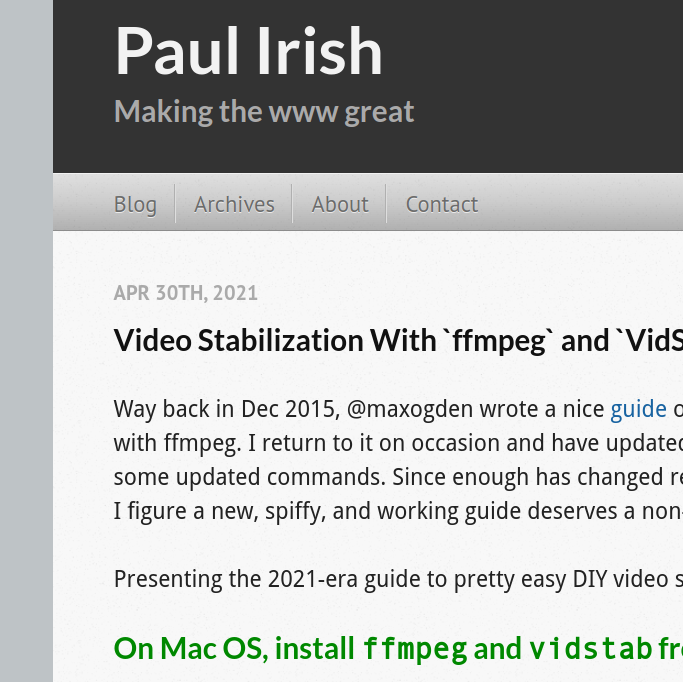 Paul Irish
Making the www great
Blog
Archives
About
Contact
APR 30TH, 2021
Video Stabilization With `ffmpeg` and `VidS
Way back in Dec 2015, @maxogden wrote a nice guide o
with ffmpeg. I return to it on occasion and have updated
some updated commands. Since enough has changed re
I figure a new, spiffy, and working guide deserves a non-
Presenting the 2021-era guide to pretty easy DIY video s
On Mac OS, install ffmpeg and vidstab fro